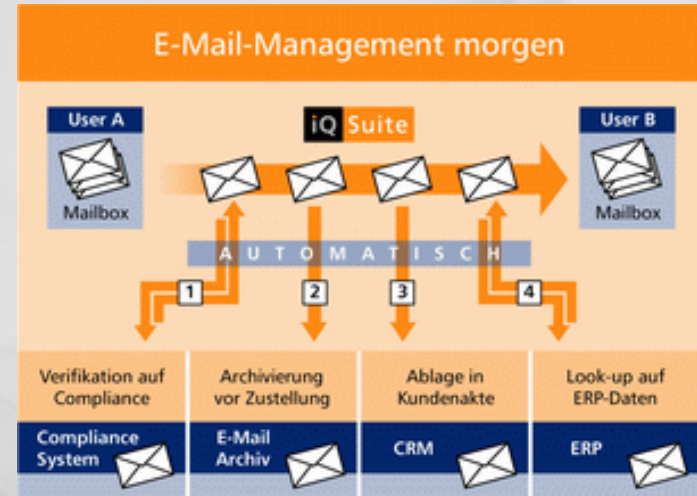 E-Mail-Management morgen
User A
iQ Suite
User B
Mailbox
Mailbox
AUTOMATISCH
1
2
3
4
Verifikation auf
Compliance
Archivierung
vor Zustellung
Ablage in
Kundenakte
Look-up auf
ERP-Daten
Compliance
System
E-Mail
Archiv
CRM
ERP